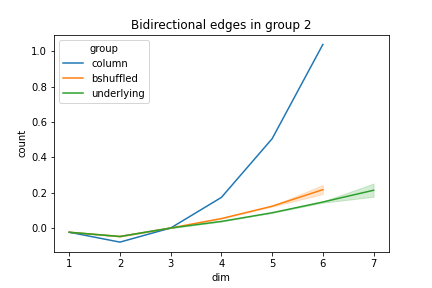 Bidirectional edges in group 2
group
column
bshuffled
underlying
1.0
0.8
0.6
0.4
0.2
0.0
count
1 2 3 4 5 6 7
dim